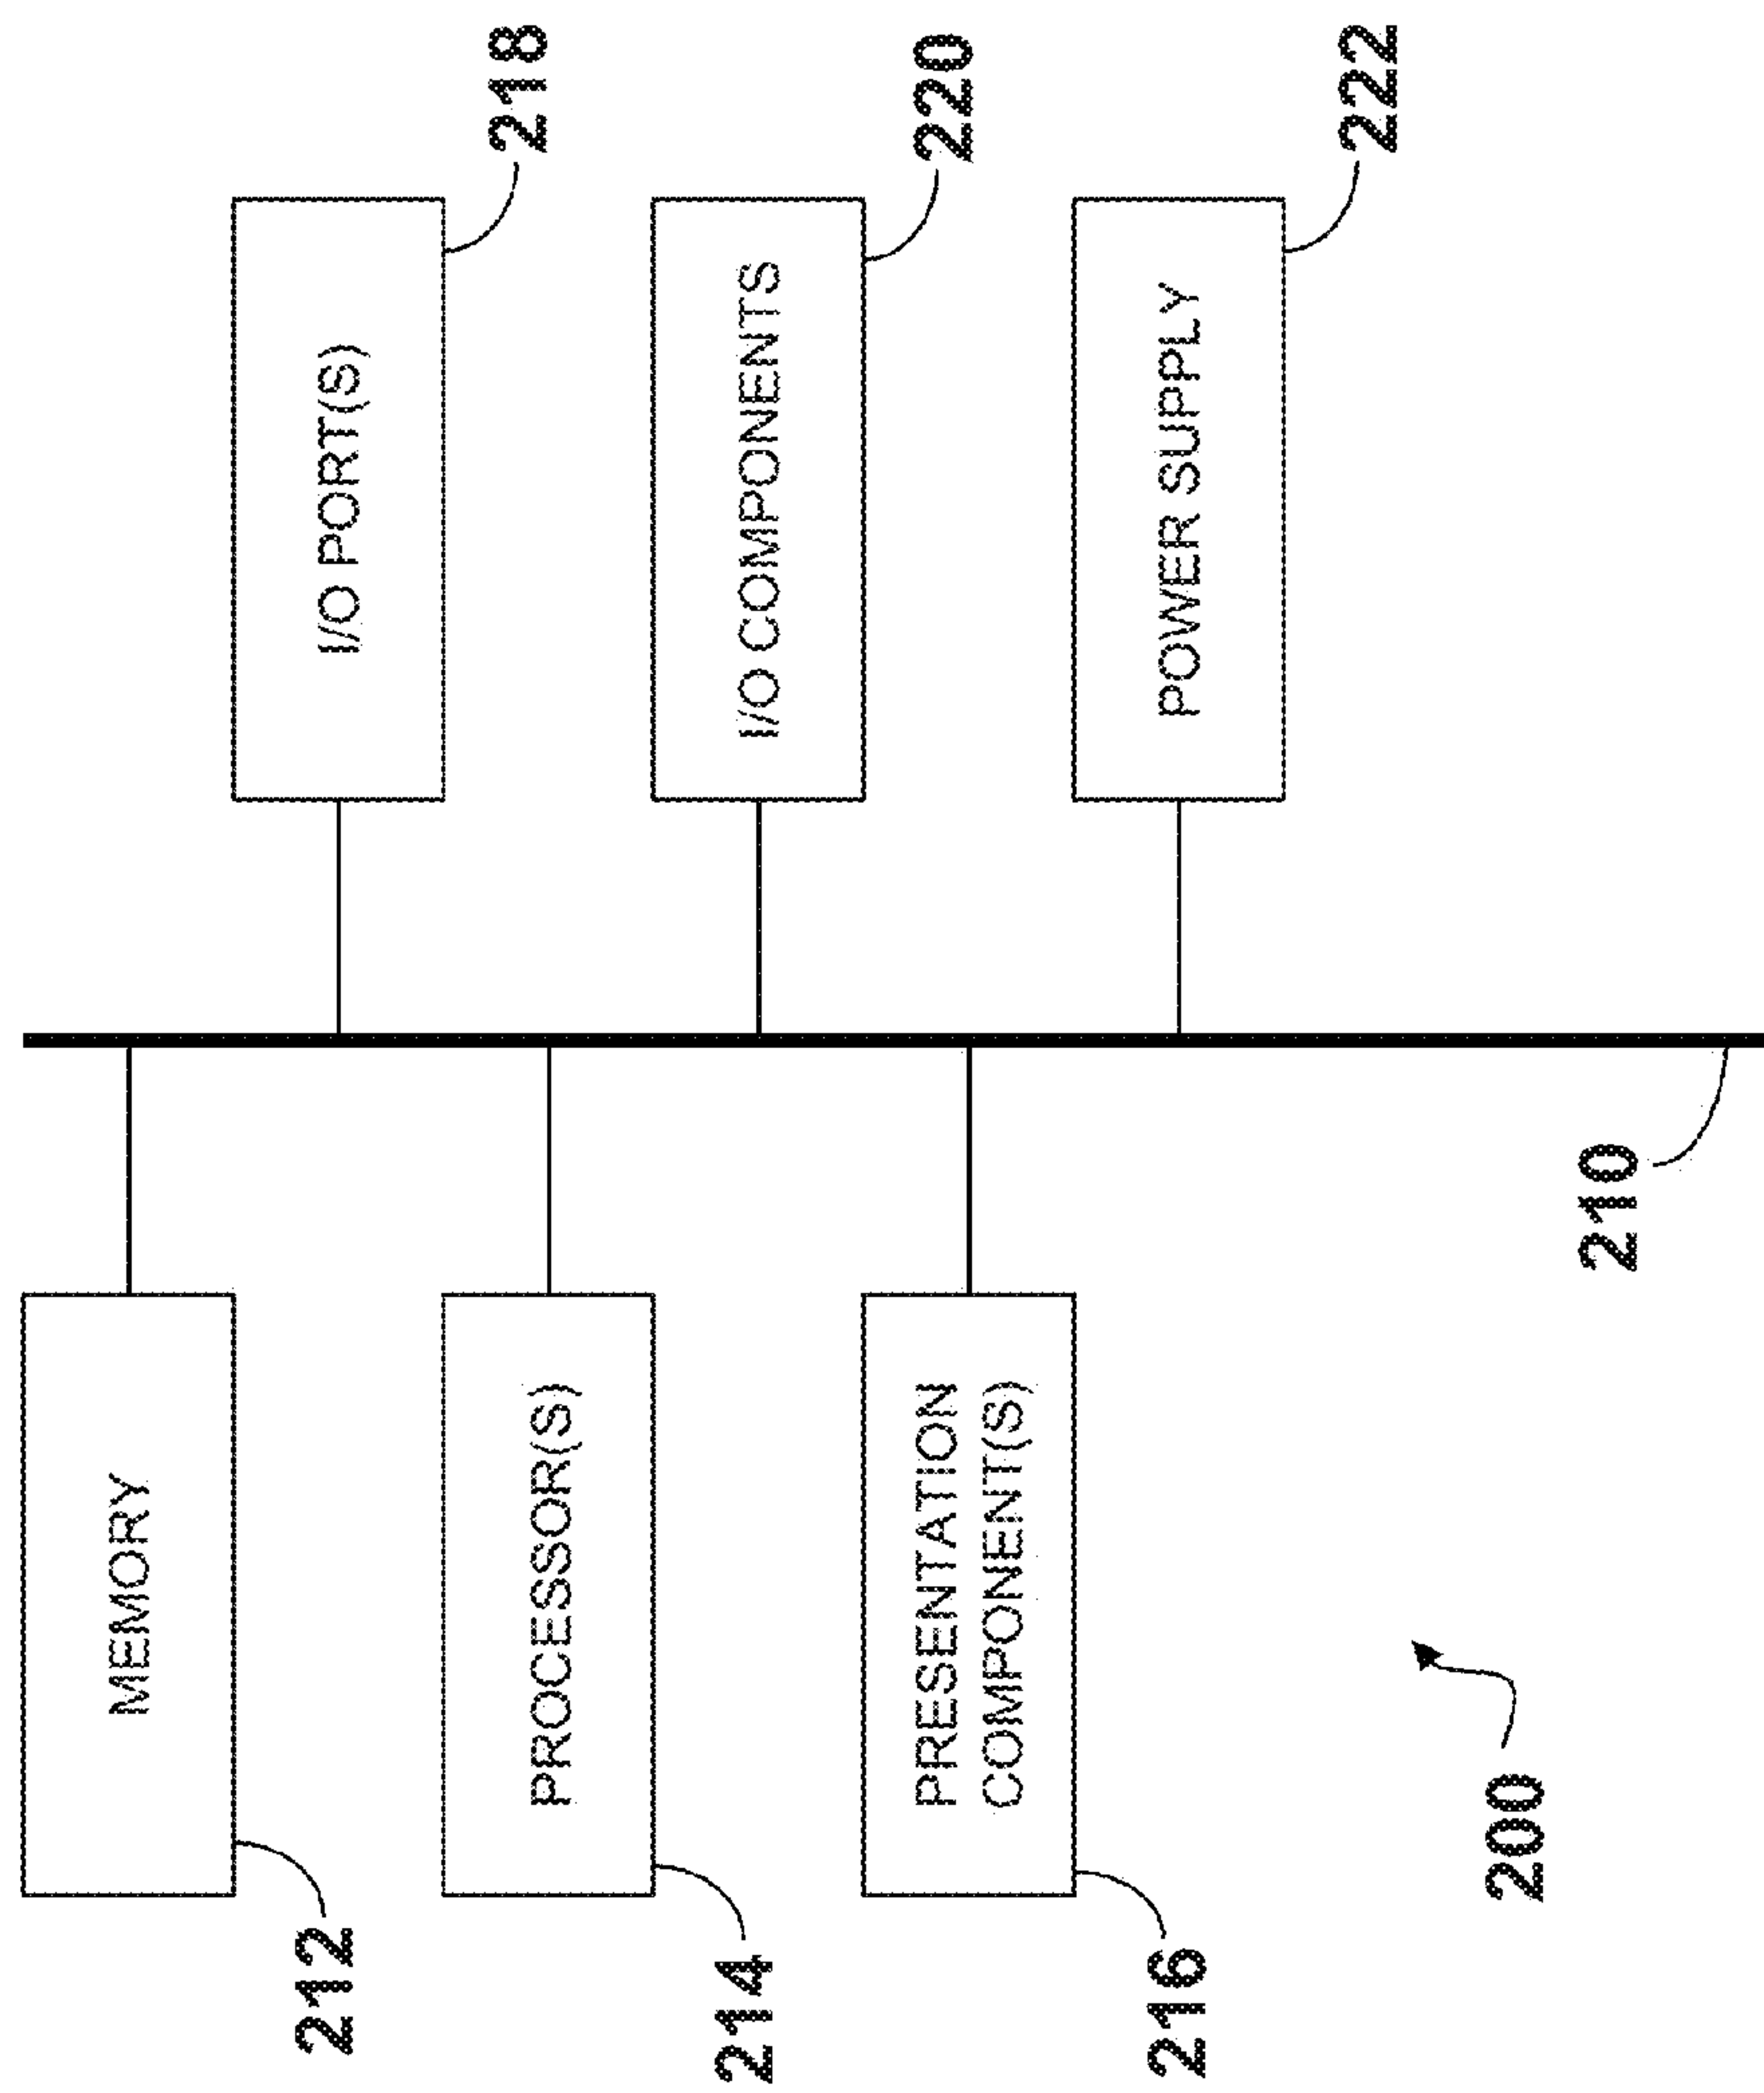 212
MEMORY
I/O PORT(S)
218
214
PROCESSOR(S)
I/O COMPONENTS
220
216
PRESENTATION
COMPONENT(S)
POWER SUPPLY
222
200
210